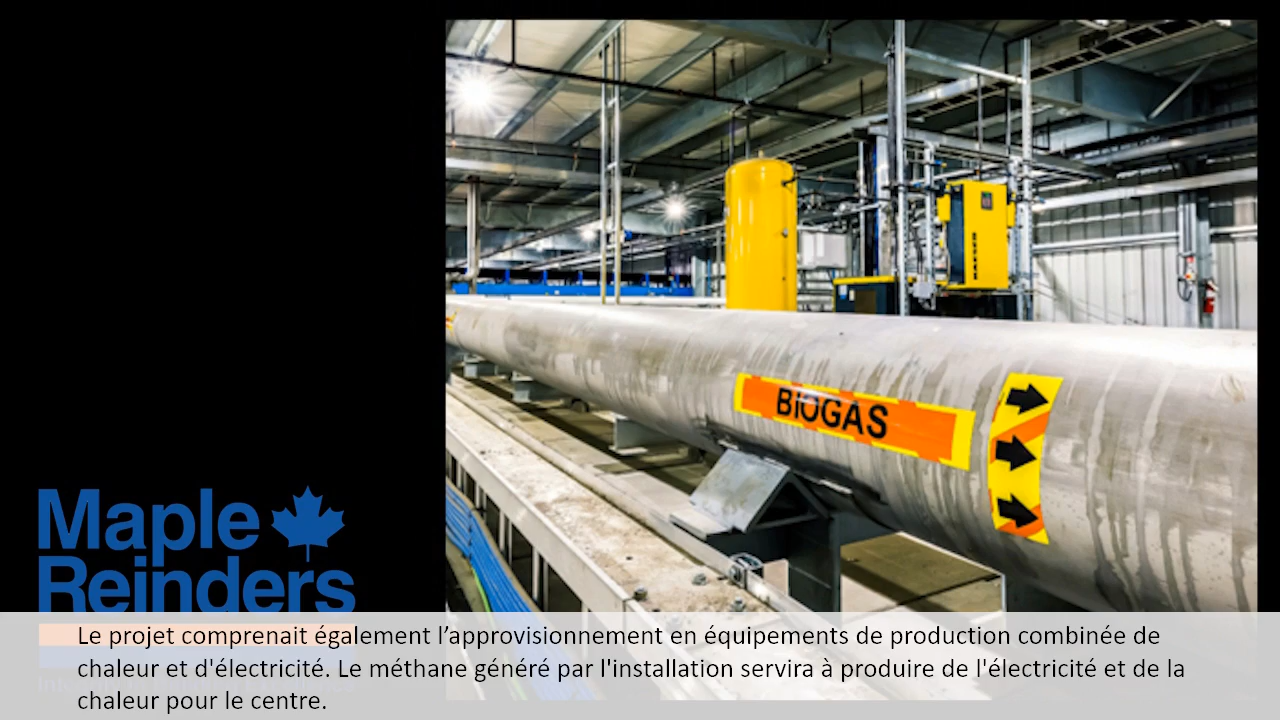 BIOGAS
Maple
Reinders
Le projet comprenait également l’approvisionnement en équipements de production combinée de
chaleur et d'électricité. Le méthane généré par l'installation servira à produire de l'électricité et de la
chaleur pour le centre.